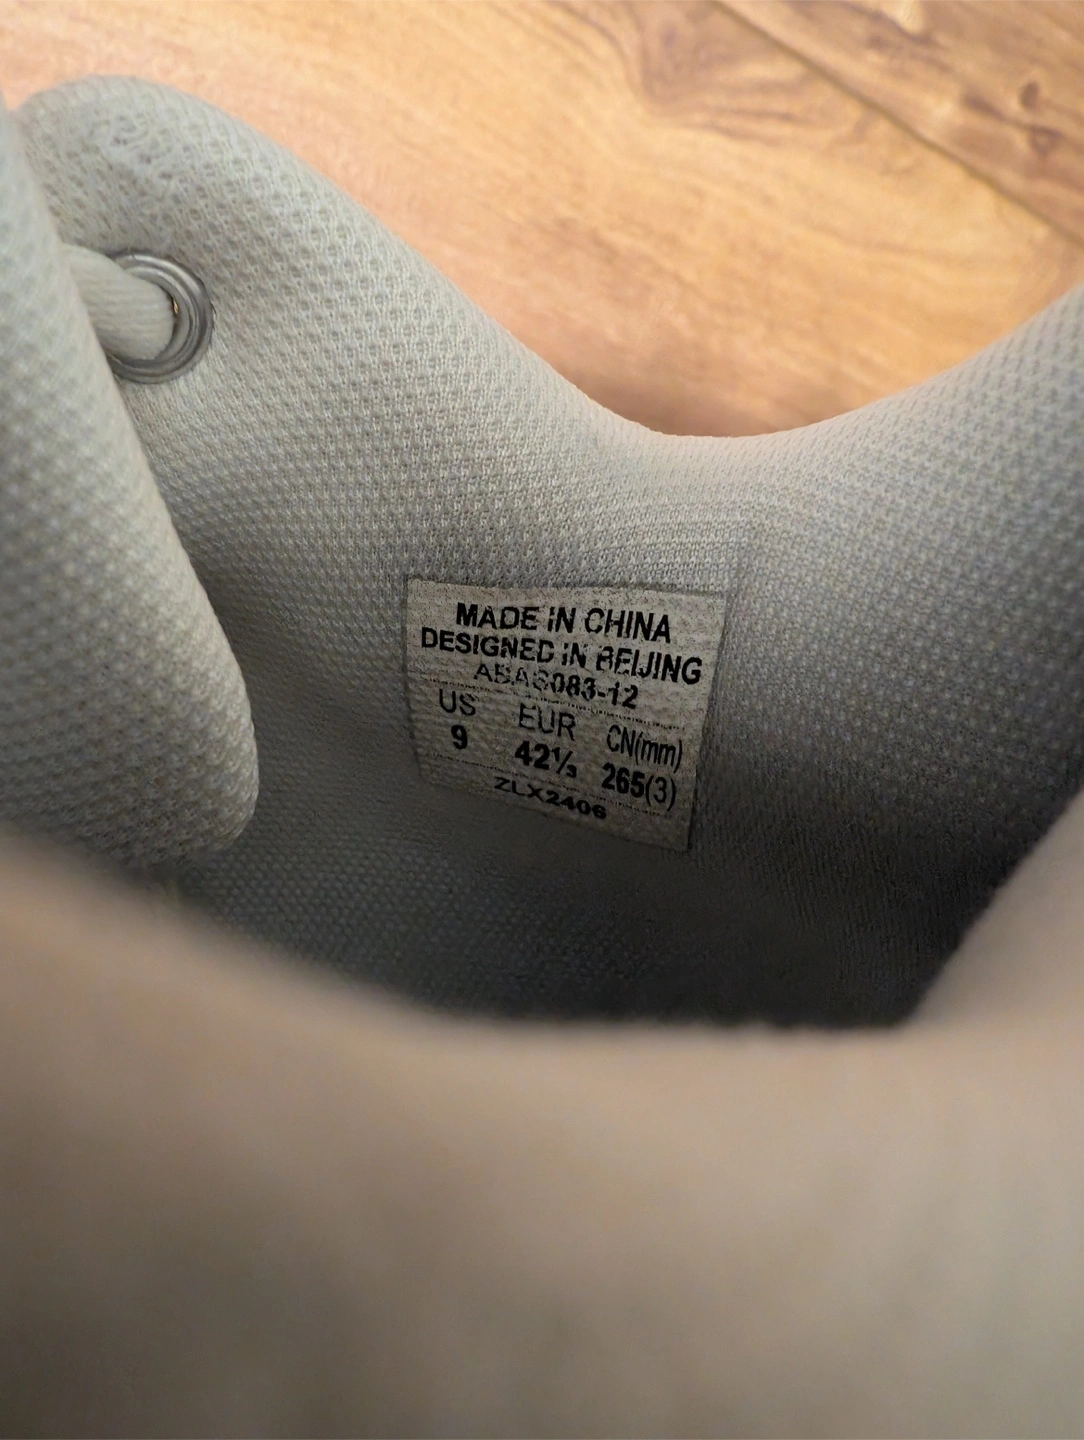 MADE IN CHINA
DESIGNED IN BEIJING
ABAS083-12
US EUR CN(mm)
9 42⅓ 265(3)
ZLX2406